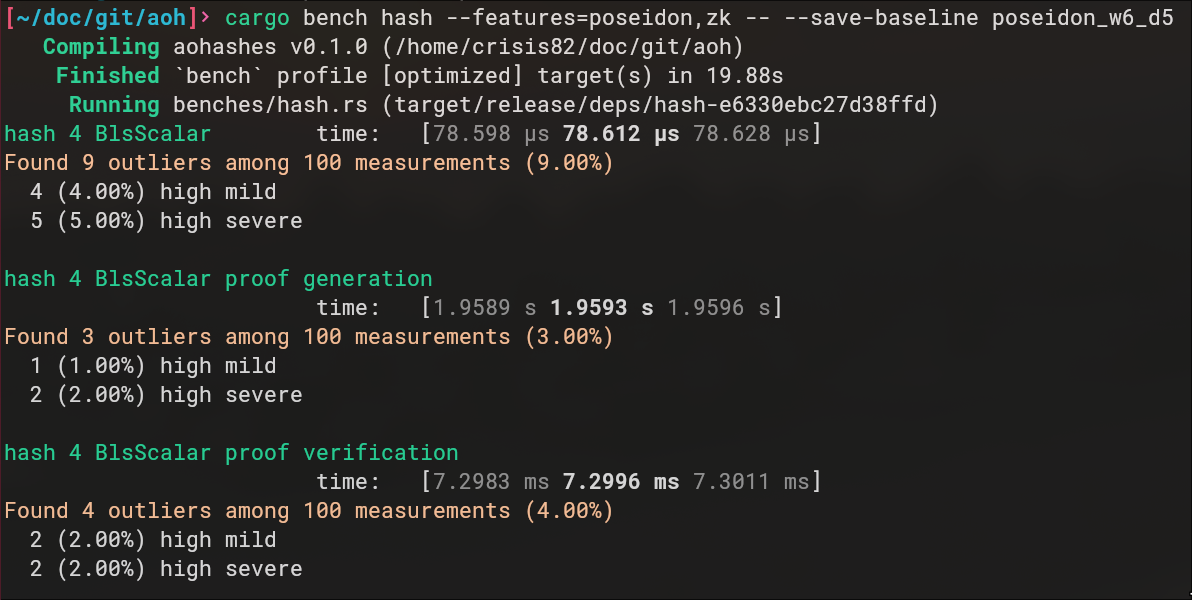 [~/doc/git/aoh]> cargo bench hash --features=poseidon,zk -- --save-baseline poseidon_w6_d5
   Compiling aohashes v0.1.0 (/home/crisis82/doc/git/aoh)
    Finished `bench` profile [optimized] target(s) in 19.88s
     Running benches/hash.rs (target/release/deps/hash-e6330ebc27d38ffd)
hash 4 BlsScalar        time:   [78.598 µs 78.612 µs 78.628 µs]
Found 9 outliers among 100 measurements (9.00%)
  4 (4.00%) high mild
  5 (5.00%) high severe

hash 4 BlsScalar proof generation
                        time:   [1.9589 s 1.9593 s 1.9596 s]
Found 3 outliers among 100 measurements (3.00%)
  1 (1.00%) high mild
  2 (2.00%) high severe

hash 4 BlsScalar proof verification
                        time:   [7.2983 ms 7.2996 ms 7.3011 ms]
Found 4 outliers among 100 measurements (4.00%)
  2 (2.00%) high mild
  2 (2.00%) high severe